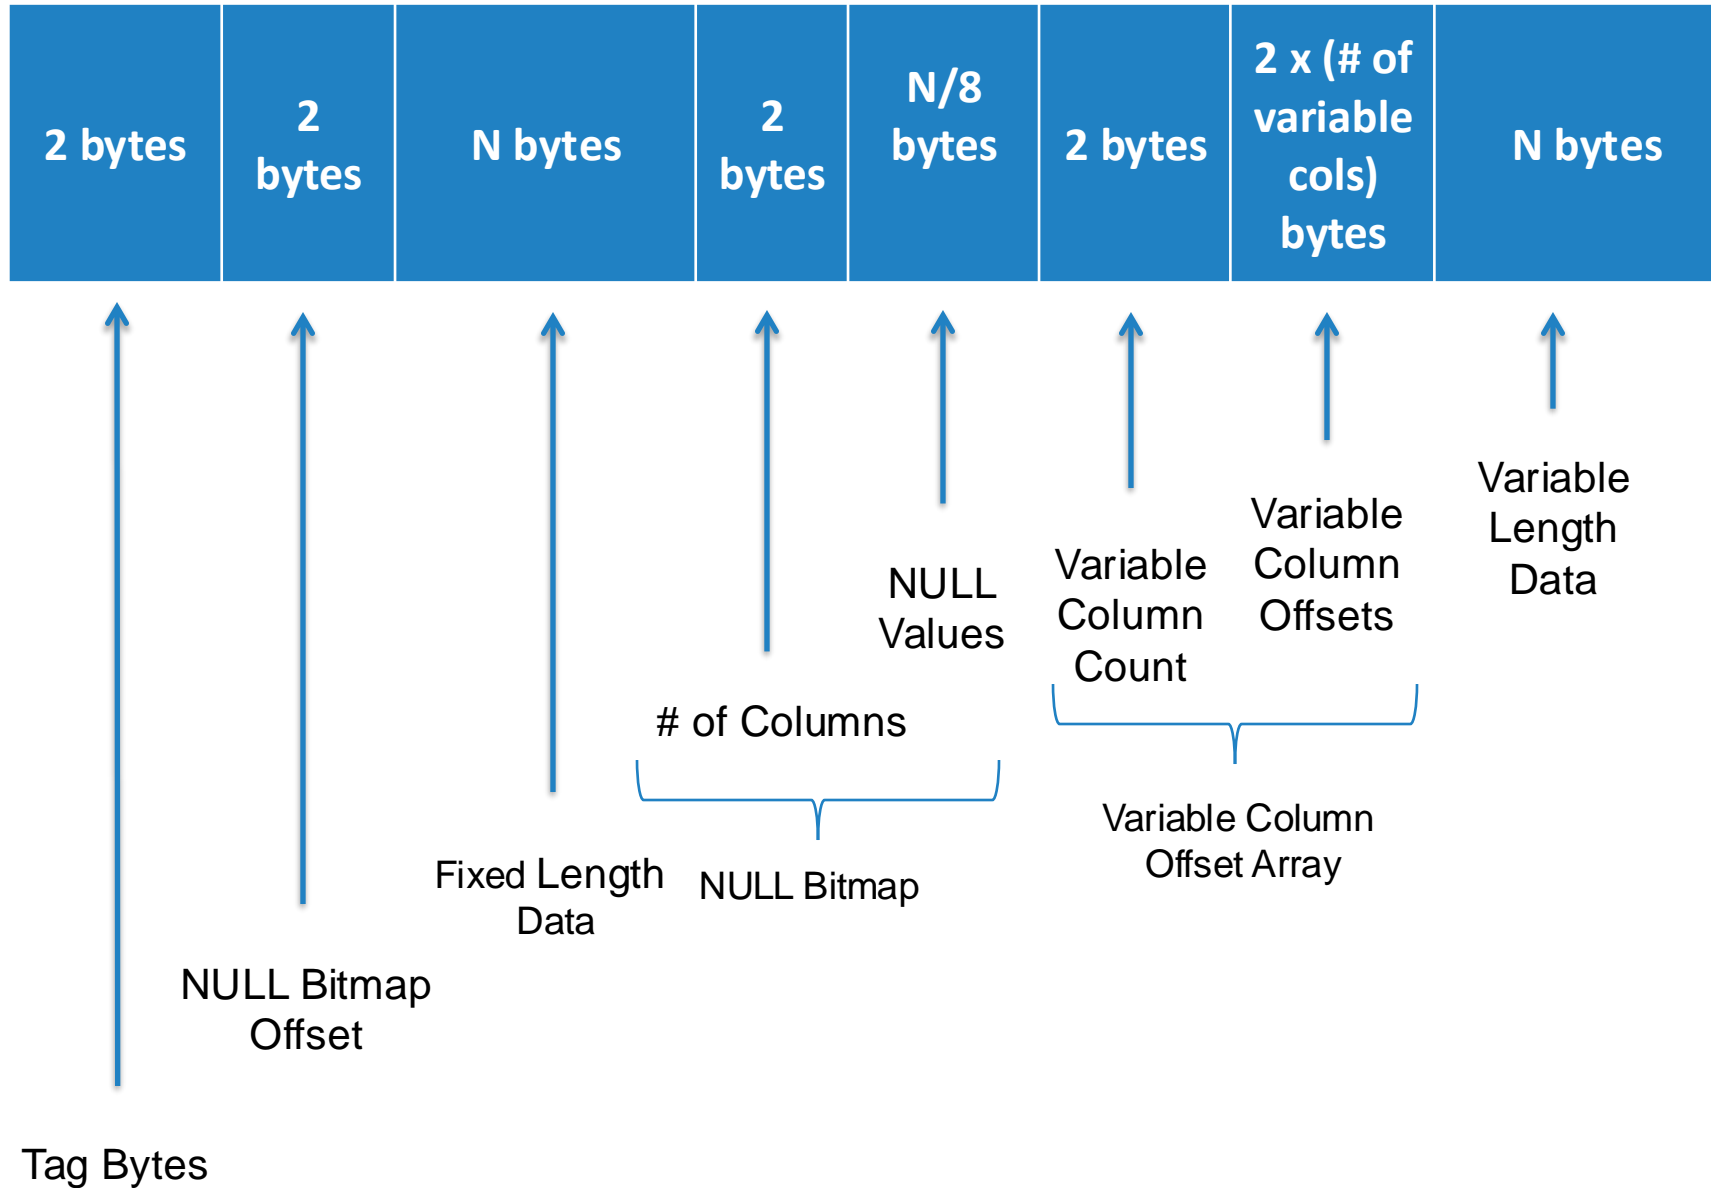 2 bytes
2
bytes
N bytes
2
bytes
N/8
bytes
2 bytes
2 x (# of
variable
cols)
bytes
N bytes
Variable
Length
Data
Variable
Column
Offsets
Variable
Column
Count
NULL
Values
# of Columns
Variable Column
Offset Array
Fixed Length
Data
NULL Bitmap
NULL Bitmap
Offset
Tag Bytes